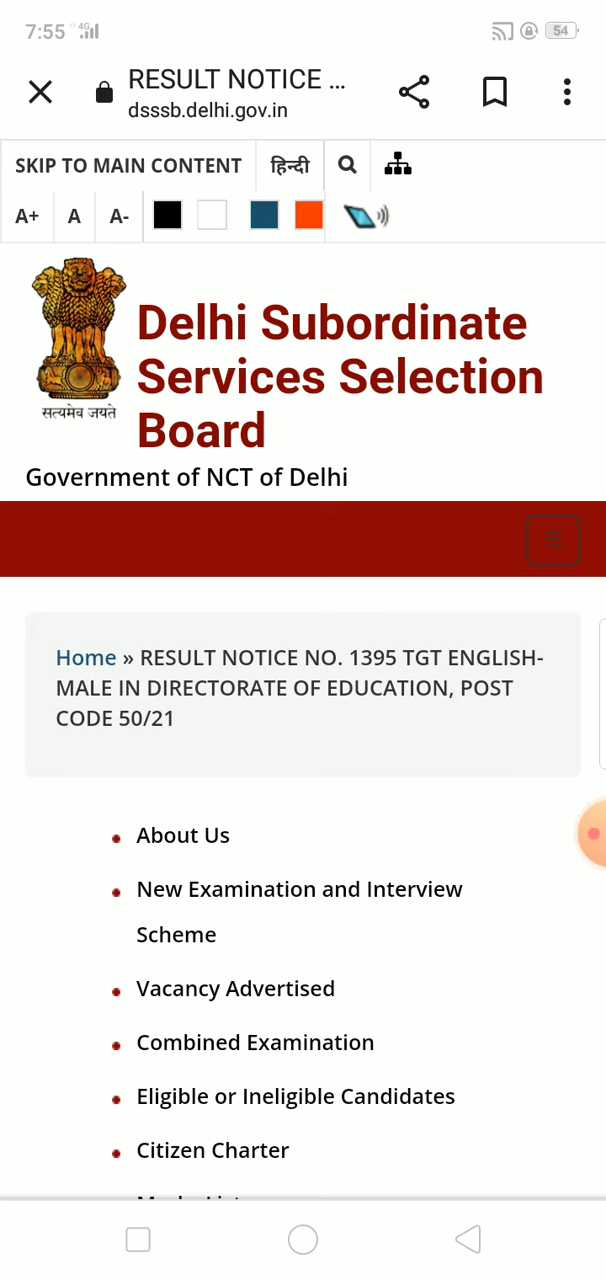 7:55 4G 54
RESULT NOTICE ...
dsssb.delhi.gov.in
SKIP TO MAIN CONTENT हिन्दी
A+ A A-
Delhi Subordinate
Services Selection
Board
सत्यमेव जयते
Government of NCT of Delhi
Home » RESULT NOTICE NO. 1395 TGT ENGLISH-
MALE IN DIRECTORATE OF EDUCATION, POST
CODE 50/21
About Us
New Examination and Interview
Scheme
Vacancy Advertised
Combined Examination
Eligible or Ineligible Candidates
Citizen Charter